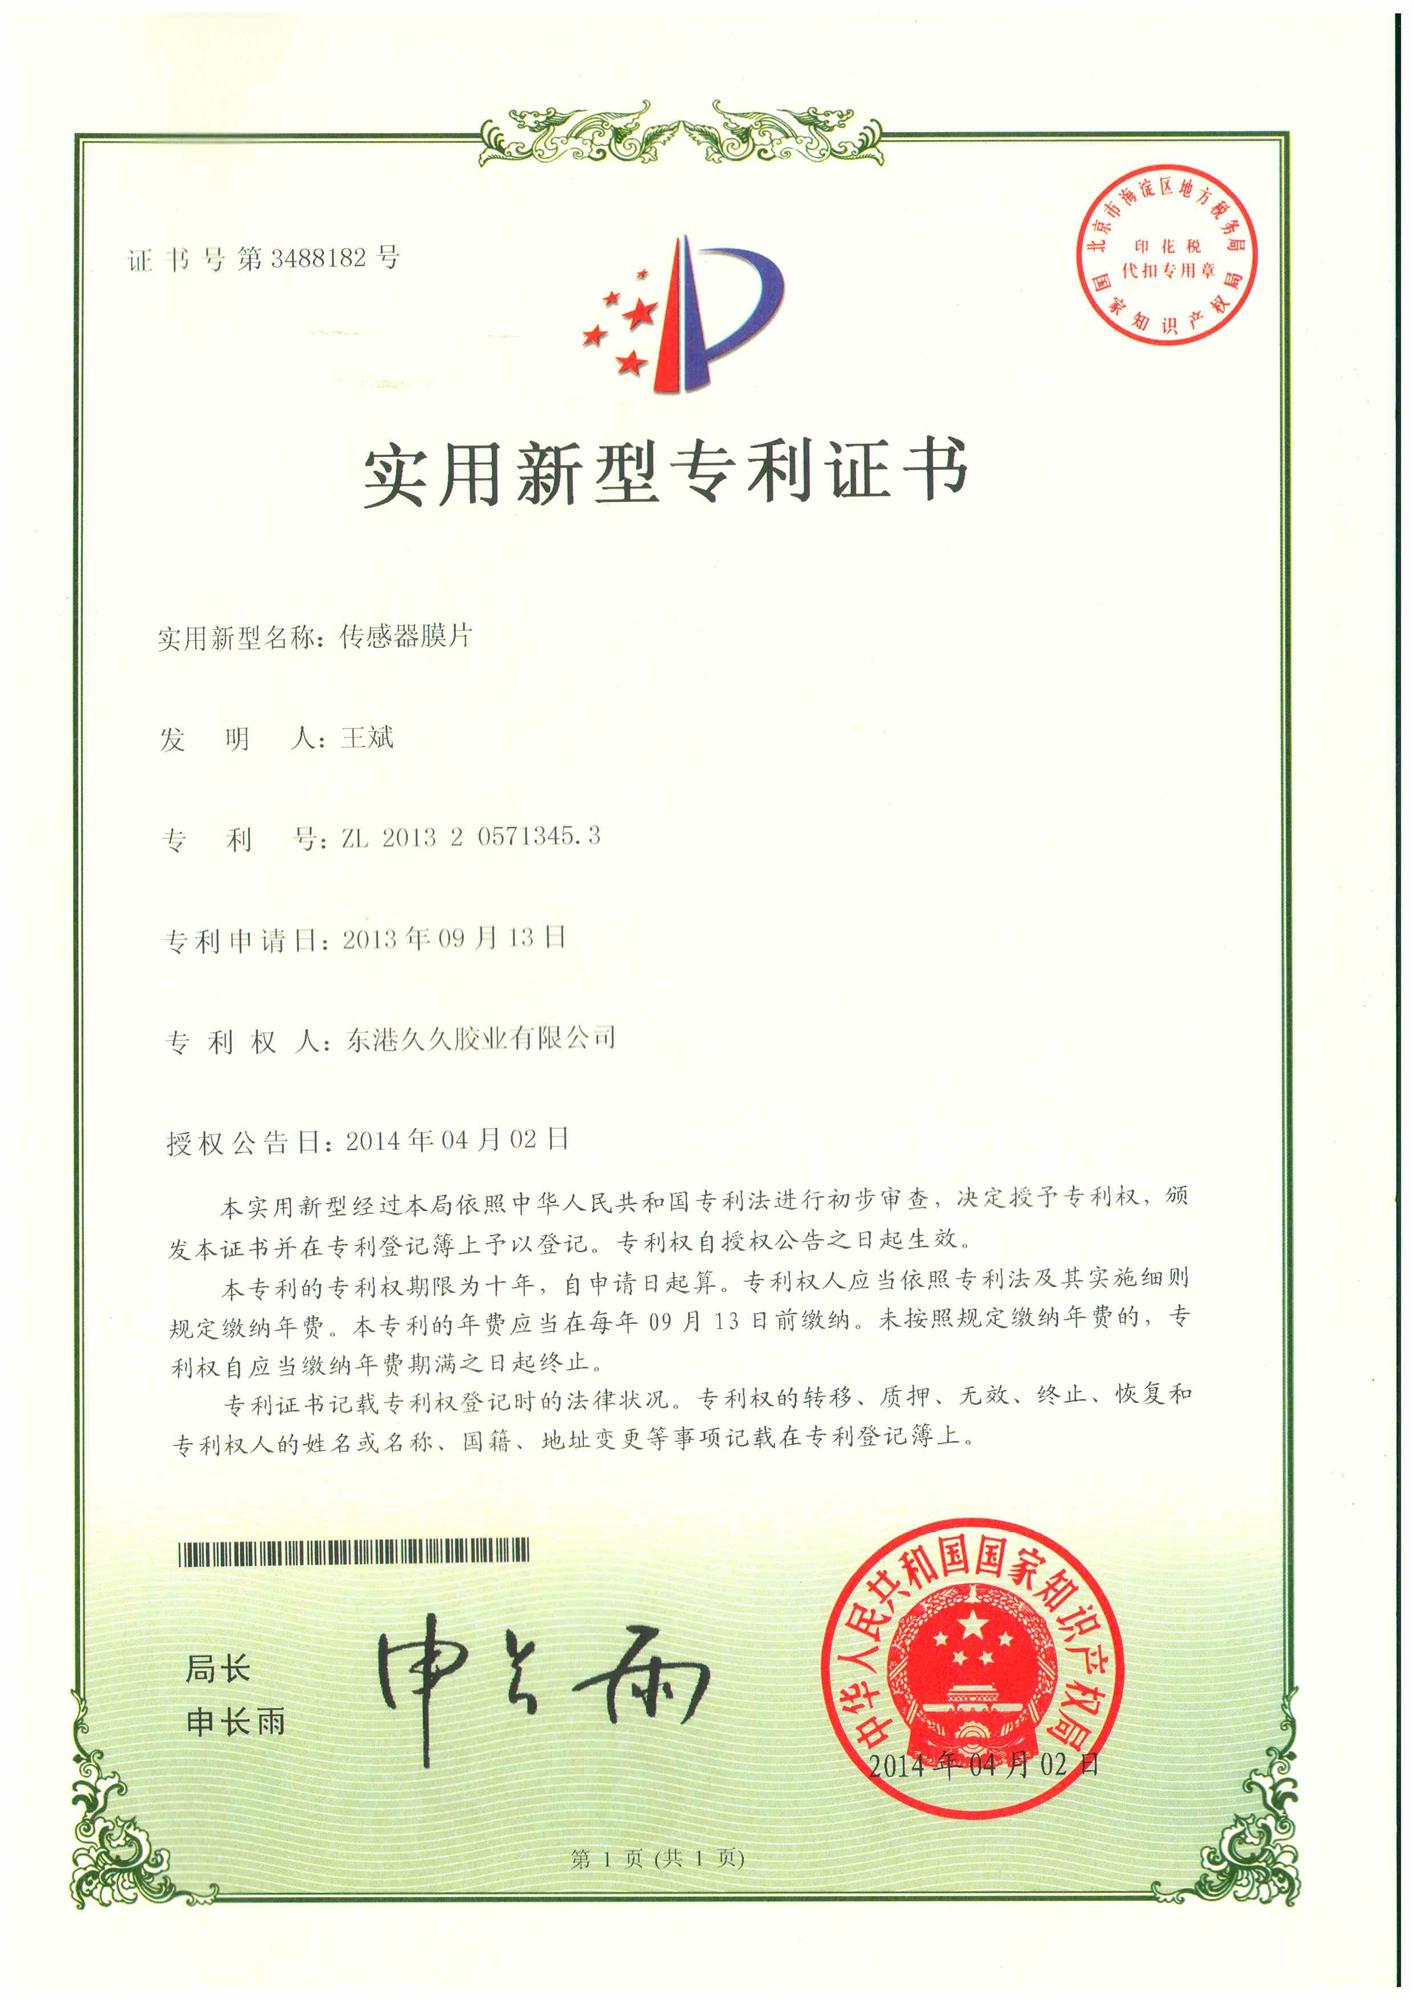 证书号第3488182号
北京市海淀区地方税务局
印花税
代扣专用章
国家知识产权局
实用新型专利证书
实用新型名称：传感器膜片
发明人：王斌
专利号：ZL 2013 2 0571345.3
专利申请日：2013年09月13日
专利权人：东港久久胶业有限公司
授权公告日：2014年04月02日
本实用新型经过本局依照中华人民共和国专利法进行初步审查，决定授予专利权，颁
发本证书并在专利登记簿上予以登记。专利权自授权公告之日起生效。
本专利的专利权期限为十年，自申请日起算。专利权人应当依照专利法及其实施细则
规定缴纳年费。本专利的年费应当在每年09月13日前缴纳。未按照规定缴纳年费的，专
利权自应当缴纳年费期满之日起终止。
专利证书记载专利权登记时的法律状况。专利权的转移、质押、无效、终止、恢复和
专利权人的姓名或名称、国籍、地址变更等事项记载在专利登记簿上。
局长
申长雨
申长雨
中华人民共和国国家知识产权局
2014年04月02日
第1页(共1页)